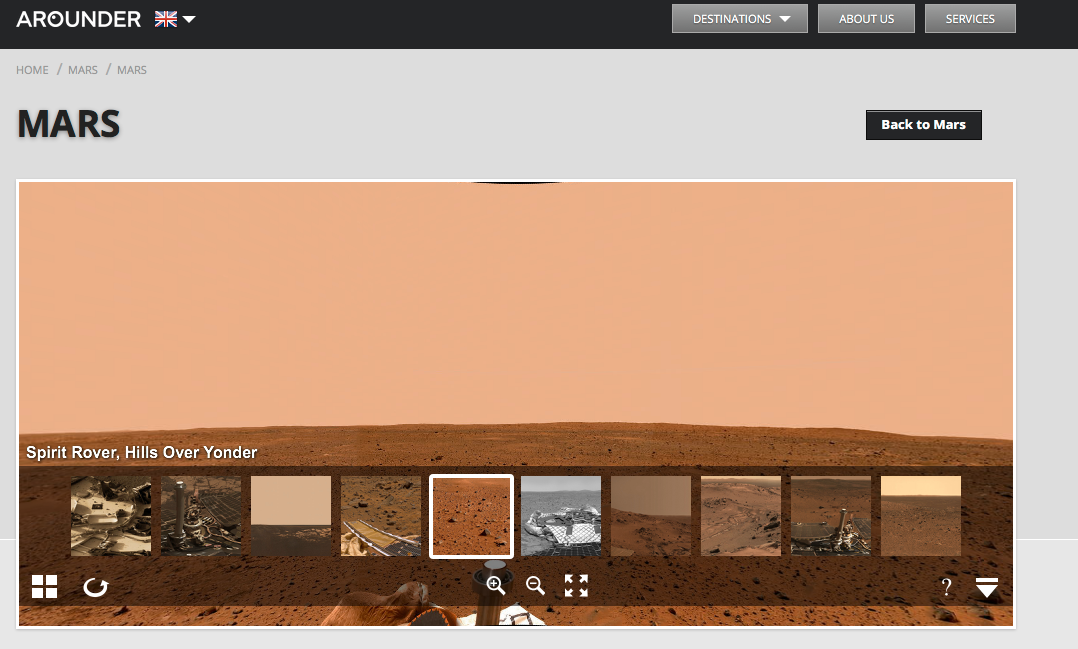 AROUNDER
DESTINATIONS
ABOUT US
SERVICES
HOME / MARS / MARS
MARS
Back to Mars
Spirit Rover, Hills Over Yonder
?